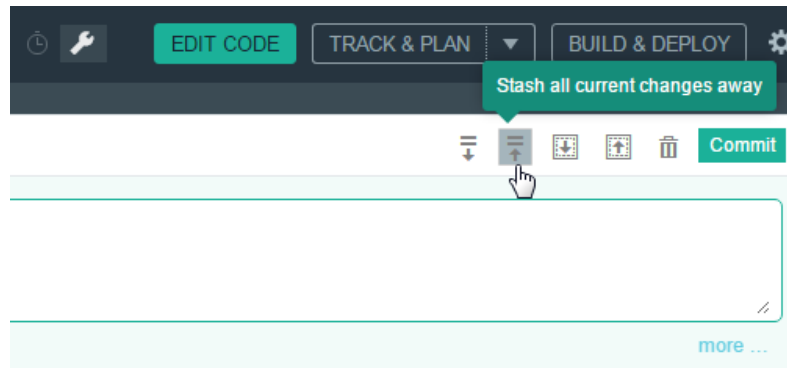 EDIT CODE
TRACK & PLAN
BUILD & DEPLOY
Stash all current changes away
Commit
more ...